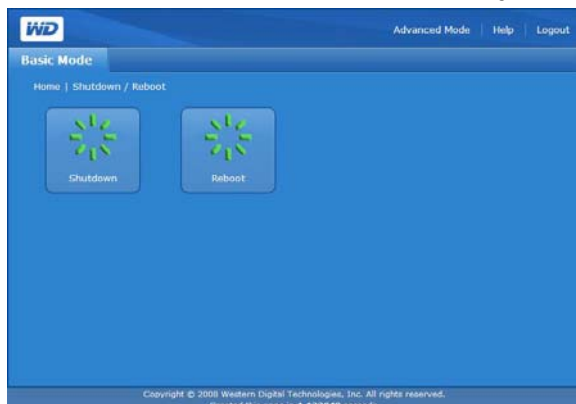 WD
Advanced Mode | Help | Logout
Basic Mode
Home | Shutdown / Reboot
Shutdown
Reboot
Copyright © 2008 Western Digital Technologies, Inc. All rights reserved.